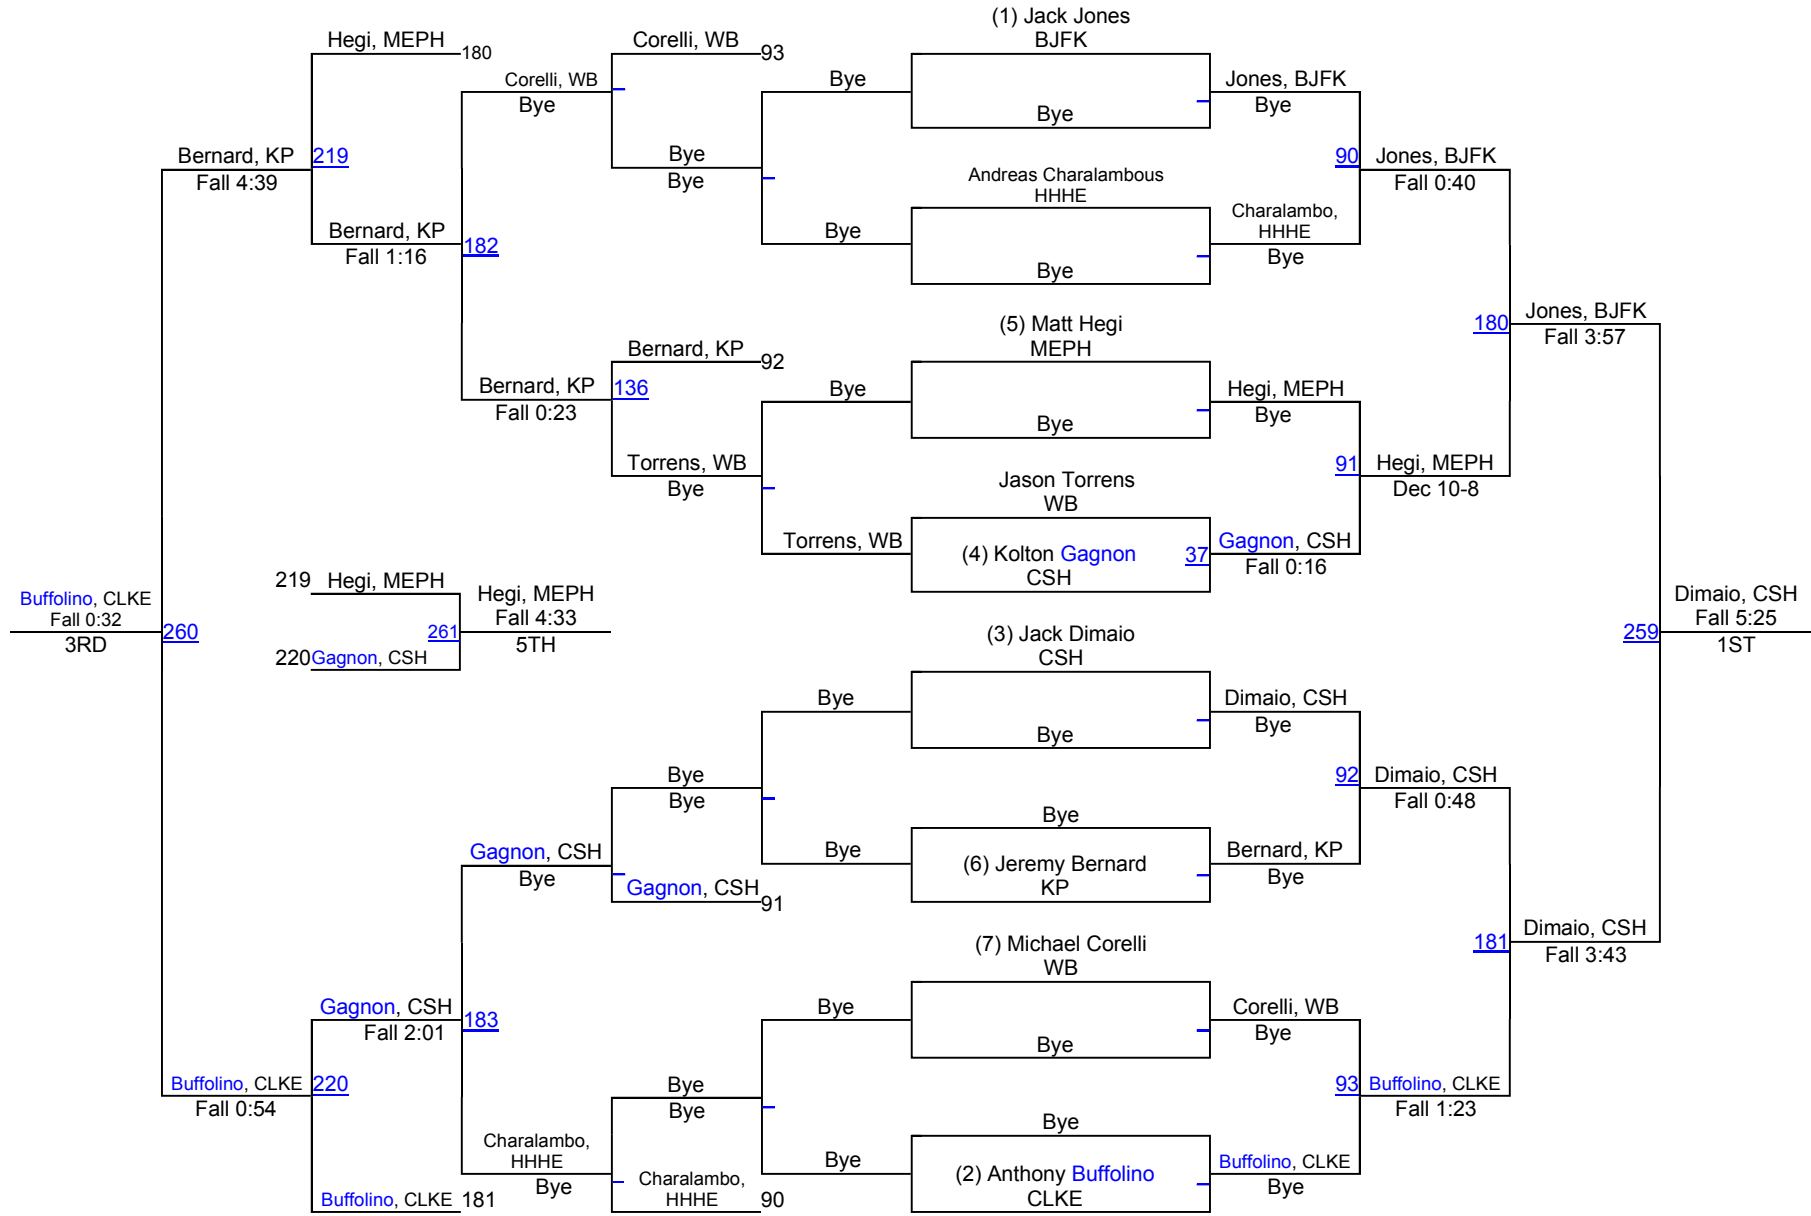 (1) Jack Jones
BJFK
Hegi, MEPH
180
Corelli, WB
93
Corelli, WB
Bye
Bye
Jones, BJFK
Bye
Bye
Bernard, KP
219
Fall 4:39
Bye
Bye
90
Jones, BJFK
Fall 0:40
Andreas Charalambous
HHHE
Bernard, KP
Fall 1:16
182
Bye
Charalambo,
HHHE
Bye
Bye
(5) Matt Hegi
MEPH
180
Jones, BJFK
Fall 3:57
Bernard, KP
92
Bernard, KP
Fall 0:23
136
Bye
Hegi, MEPH
Bye
Bye
Torrens, WB
Bye
91
Hegi, MEPH
Dec 10-8
Jason Torrens
WB
Torrens, WB
(4) Kolton Gagnon
CSH
37
Gagnon, CSH
Fall 0:16
219
Hegi, MEPH
Hegi, MEPH
Fall 4:33
5TH
261
220
Gagnon, CSH
Buffolino, CLKE
Fall 0:32
3RD
260
(3) Jack Dimaio
CSH
259
Dimaio, CSH
Fall 5:25
1ST
Bye
Dimaio, CSH
Bye
Bye
Bye
Bye
92
Dimaio, CSH
Fall 0:48
Bye
Gagnon, CSH
Bye
Bye
(6) Jeremy Bernard
KP
Bernard, KP
Bye
Gagnon, CSH
91
(7) Michael Corelli
WB
181
Dimaio, CSH
Fall 3:43
Gagnon, CSH
Fall 2:01
183
Bye
Corelli, WB
Bye
Bye
Buffolino, CLKE
Fall 0:54
220
Bye
Bye
93
Buffolino, CLKE
Fall 1:23
Bye
Charalambo,
HHHE
Bye
Bye
(2) Anthony Buffolino
CLKE
Buffolino, CLKE
Bye
Buffolino, CLKE
181
Charalambo,
HHHE
90